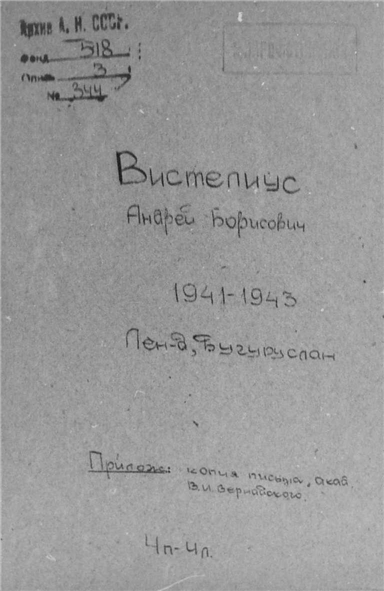 Архив А. Н. СССР.
Фонд 518
Опись 3
№ 344
Вистелиус
Андрей Борисович
1941-1943
Лен-д, Бугуруслан
Прилож: копия письма, акад.
В.И. Вернадского.
4п-4л.